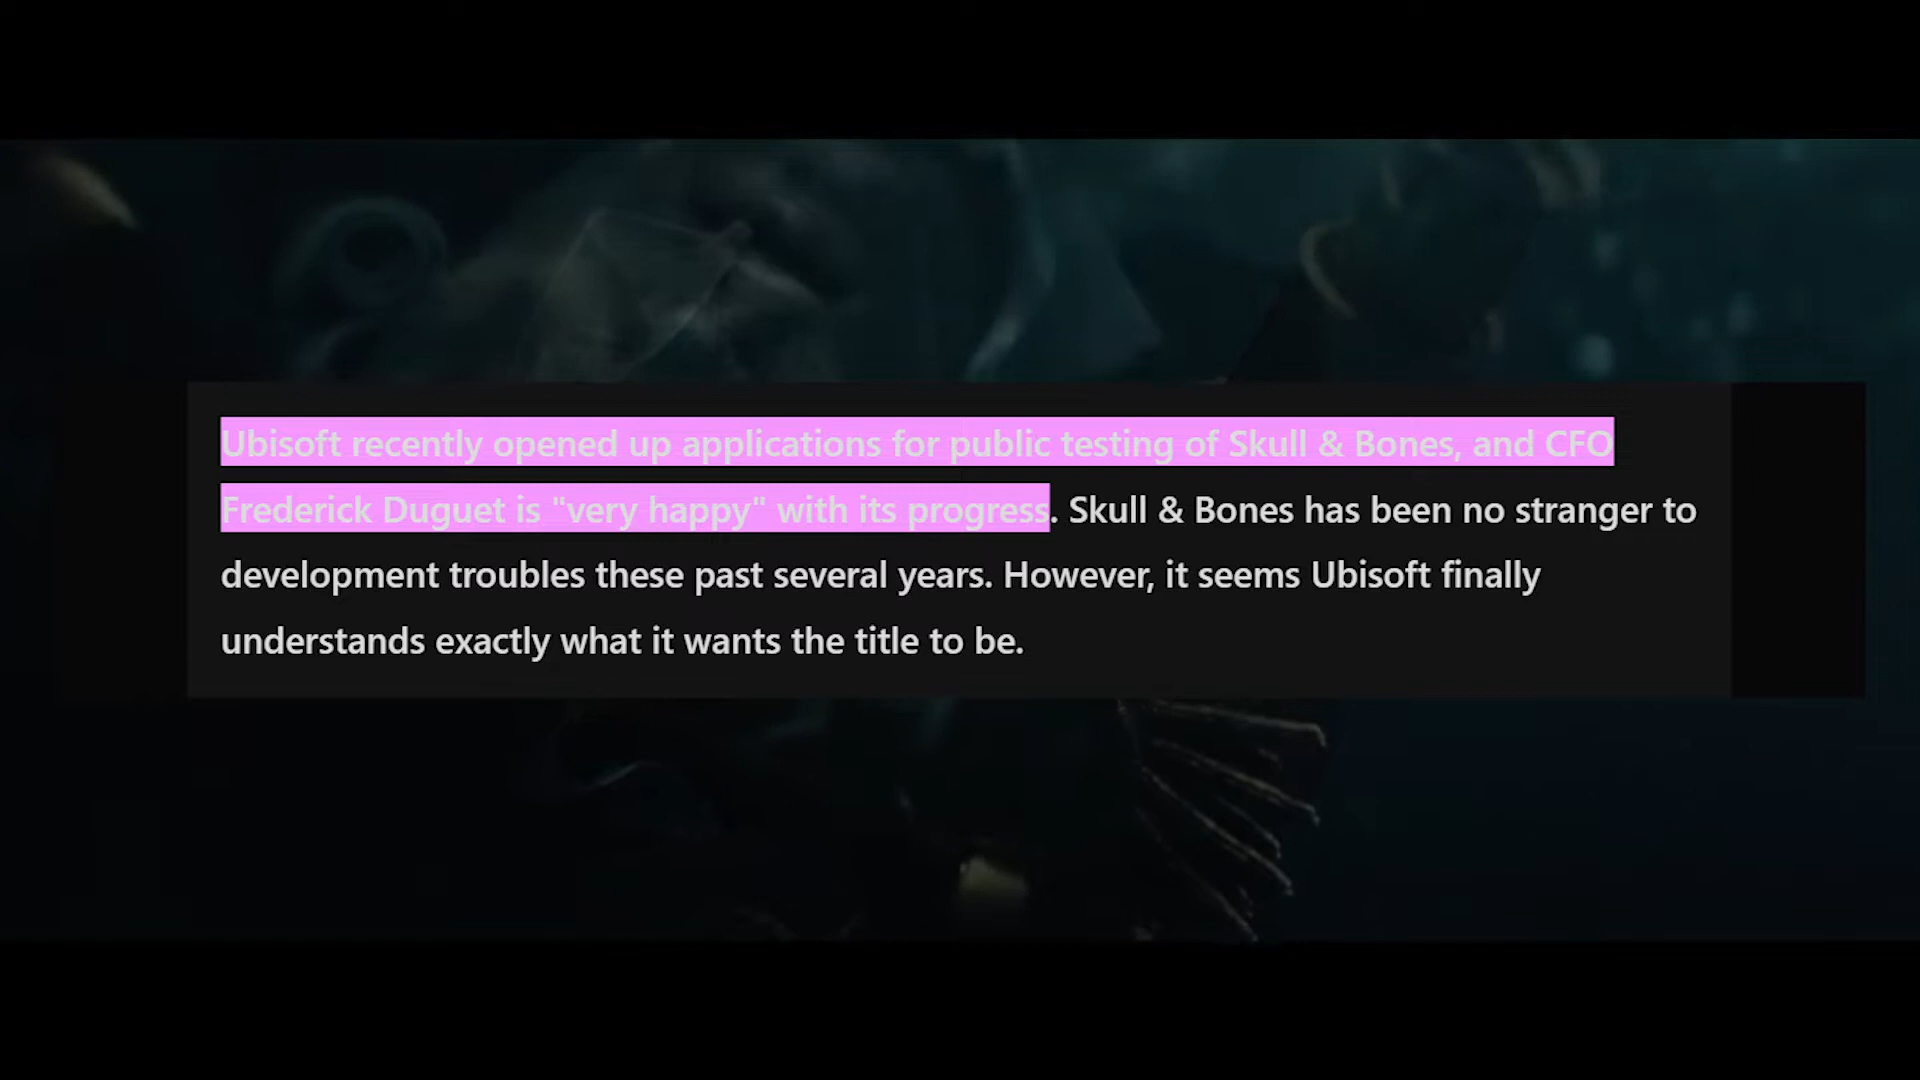 Ubisoft recently opened up applications for public testing of Skull & Bones, and CFO
Frederick Duguet is "very happy" with its progress. Skull & Bones has been no stranger to
development troubles these past several years. However, it seems Ubisoft finally
understands exactly what it wants the title to be.